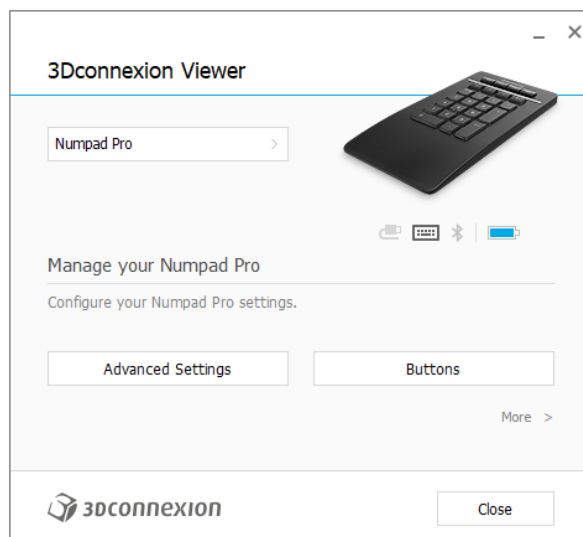 3Dconnexion Viewer
Numpad Pro
Manage your Numpad Pro
Configure your Numpad Pro settings.
Advanced Settings
Buttons
More >
3Dconnexion
Close